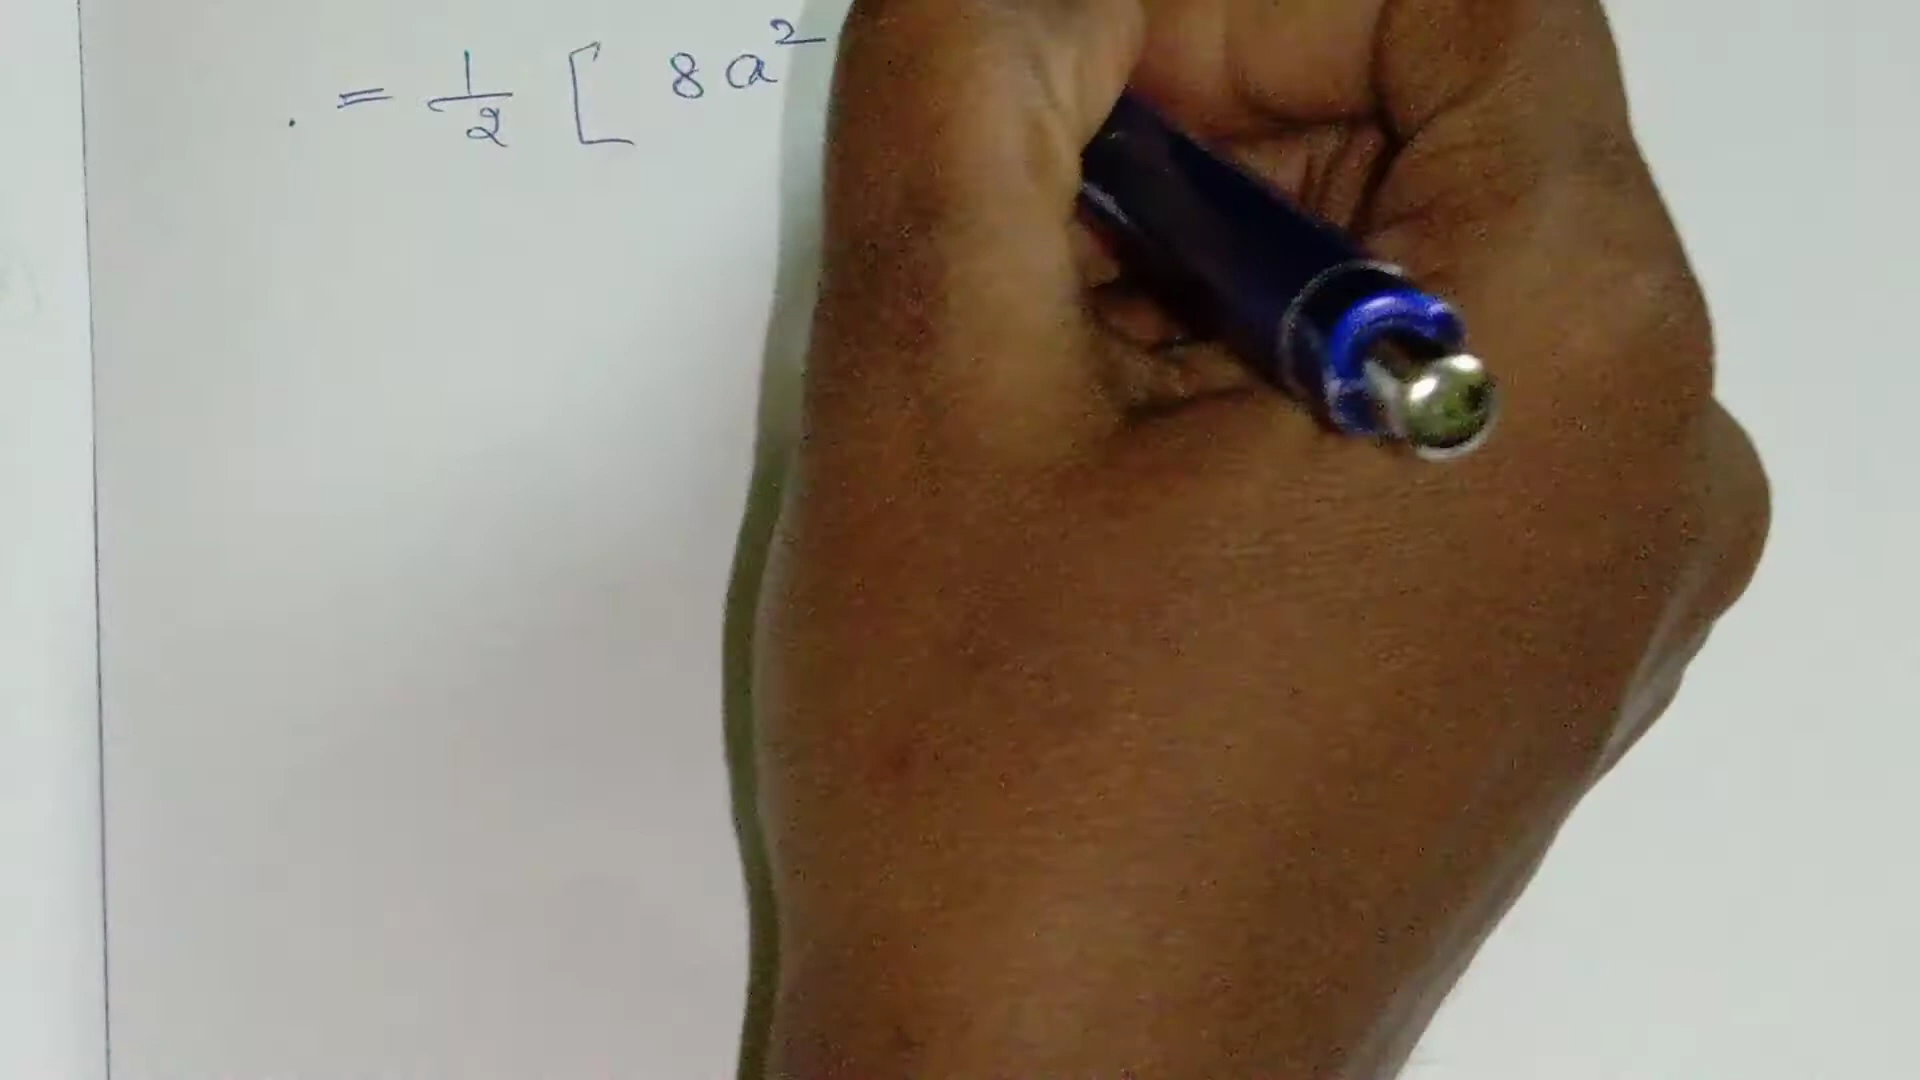 . = 1/2 [ 8a²